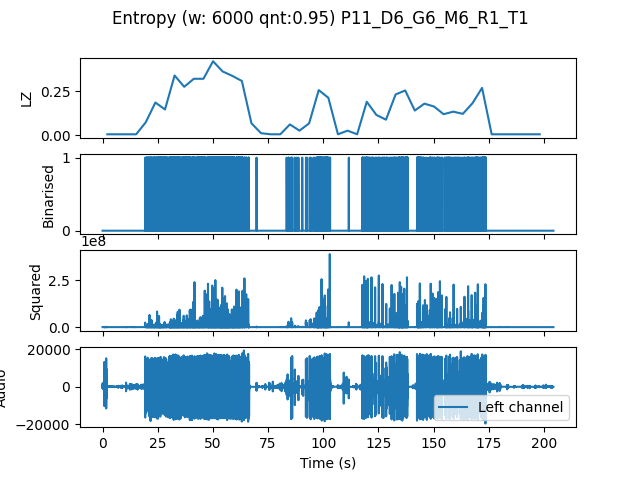 Entropy (w: 6000 qnt:0.95) P11_D6_G6_M6_R1_T1
LZ
0.25
0.00
Binarised
1
0
1e8
Squared
2.5
0.0
Audio
20000
0
−20000
Left channel
0 25 50 75 100 125 150 175 200
Time (s)